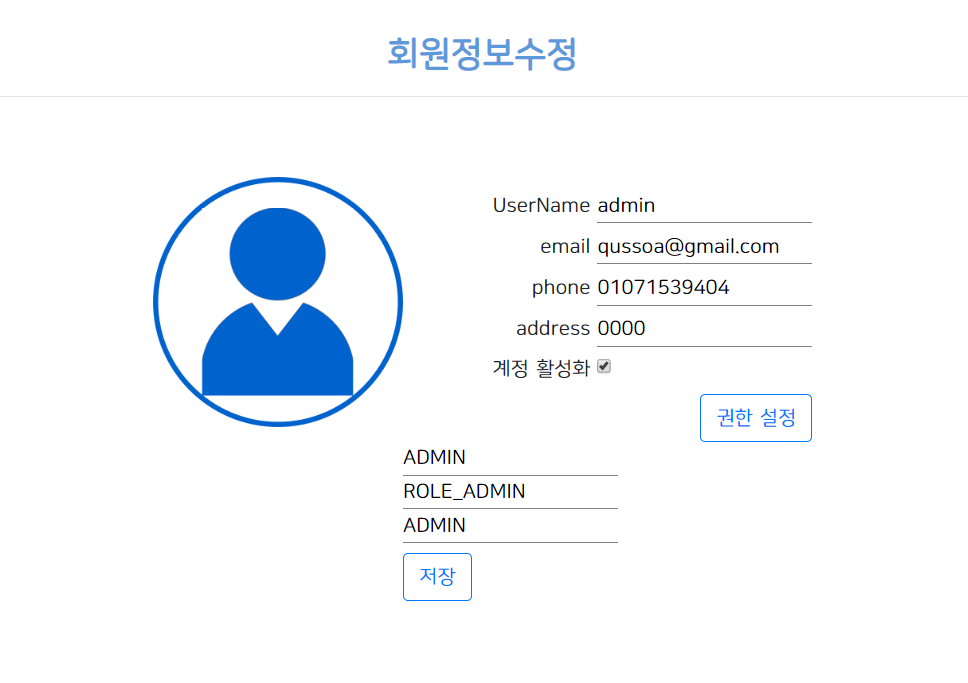 회원정보수정
UserName admin
email qussoa@gmail.com
phone 01071539404
address 0000
계정 활성화
권한 설정
ADMIN
ROLE_ADMIN
ADMIN
저장